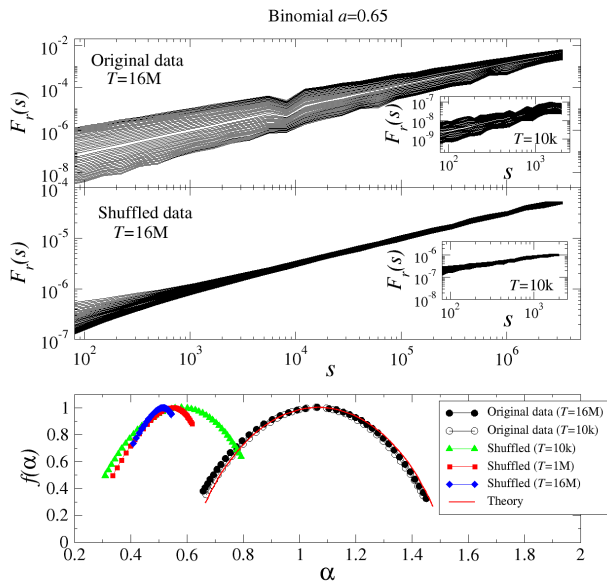 Binomial a=0.65
10^-2
10^-4
10^-6
10^-8
F_r(s)
Original data
T=16M
10^-7
10^-8
10^-9
F_r(s)
10^2
10^3
T=10k
s
10^-4
10^-5
10^-6
10^-7
F_r(s)
Shuffled data
T=16M
10^-5
10^-6
10^-7
10^-8
F_r(s)
10^2
10^3
T=10k
s
10^2
10^3
10^4
10^5
10^6
s
1
0.8
0.6
0.4
0.2
0
f(α)
Original data (T=16M)
Original data (T=10k)
Shuffled (T=10k)
Shuffled (T=1M)
Shuffled (T=16M)
Theory
0.2 0.4 0.6 0.8 1 1.2 1.4 1.6 1.8 2
α